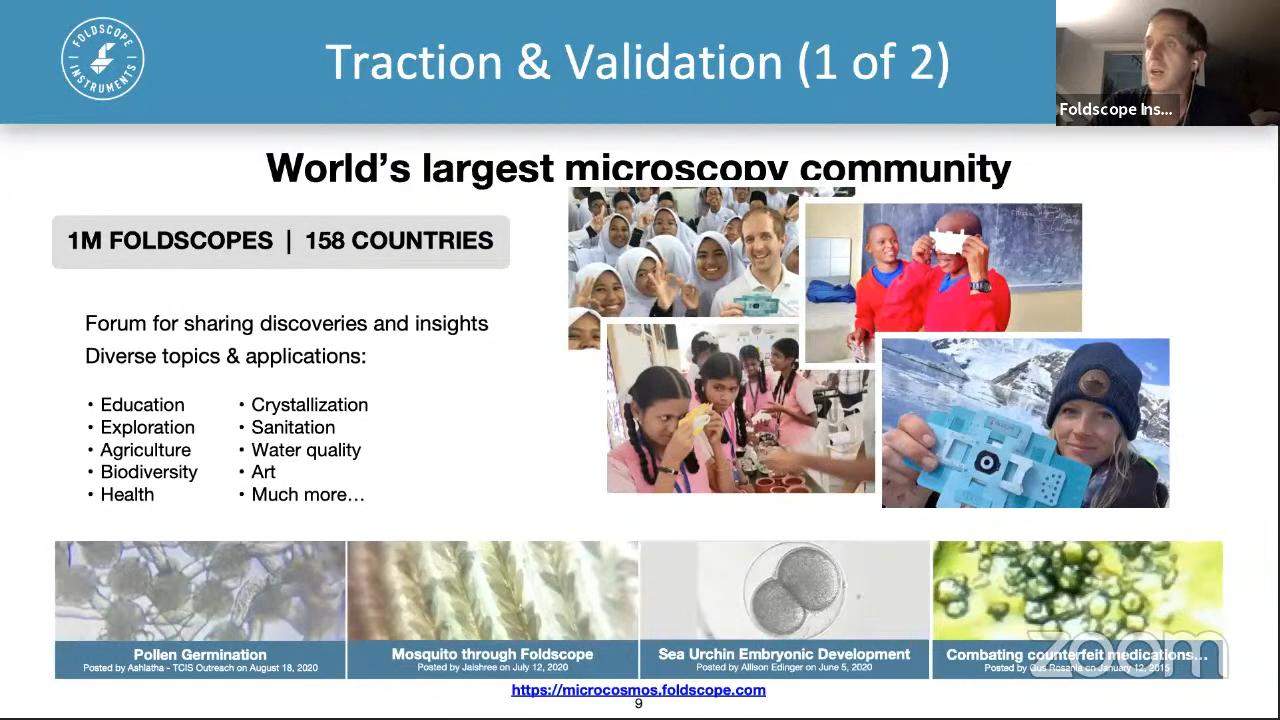 FOLDSCOPE
INSTRUMENTS
Traction & Validation (1 of 2)
Foldscope Ins...
World's largest microscopy community
1M FOLDSCOPES | 158 COUNTRIES
Forum for sharing discoveries and insights
Diverse topics & applications:
• Education
• Exploration
• Agriculture
• Biodiversity
• Health
• Crystallization
• Sanitation
• Water quality
• Art
• Much more…
Pollen Germination
Posted by Ashlatha - TCIS Outreach on August 18, 2020
Mosquito through Foldscope
Posted by Jaishree on July 12, 2020
Sea Urchin Embryonic Development
Posted by Allison Edinger on June 5, 2020
Combating counterfeit medications…
Posted by Gus Rosania on January 12, 2015
zoom
https://microcosmos.foldscope.com
9